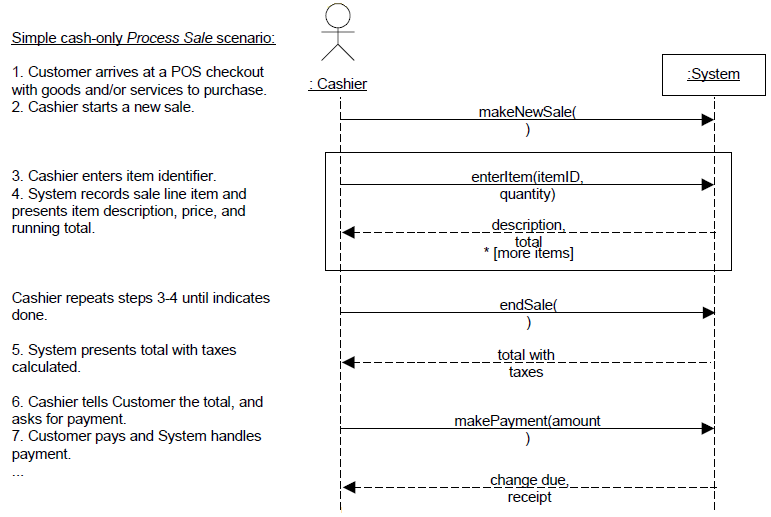 Simple cash-only Process Sale scenario:
1. Customer arrives at a POS checkout
with goods and/or services to purchase.
2. Cashier starts a new sale.
3. Cashier enters item identifier.
4. System records sale line item and
presents item description, price, and
running total.
Cashier repeats steps 3-4 until indicates
done.
5. System presents total with taxes
calculated.
6. Cashier tells Customer the total, and
asks for payment.
7. Customer pays and System handles
payment.
...
: Cashier
:System
makeNewSale(
)
enterItem(itemID,
quantity)
description,
total
* [more items]
endSale(
)
total with
taxes
makePayment(amount
)
change due,
receipt